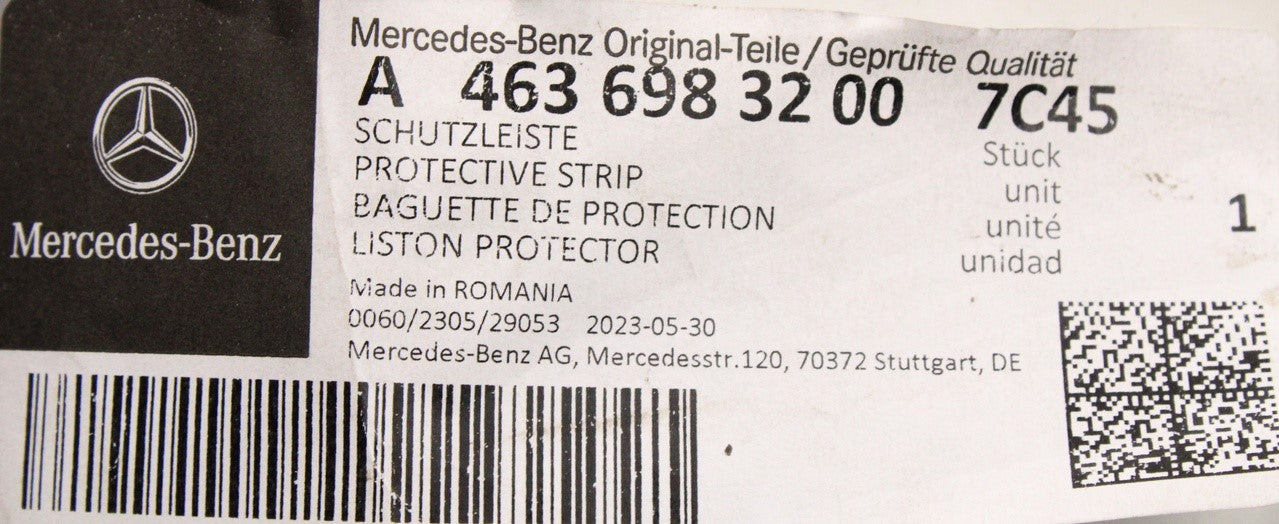 Mercedes-Benz
Mercedes-Benz Original-Teile/Geprüfte Qualität
A 463 698 32 00 7C45
SCHUTZLEISTE
PROTECTIVE STRIP
BAGUETTE DE PROTECTION
LISTON PROTECTOR
Stück
unit
unité
unidad
1
Made in ROMANIA
0060/2305/29053 2023-05-30
Mercedes-Benz AG, Mercedesstr.120, 70372 Stuttgart, DE